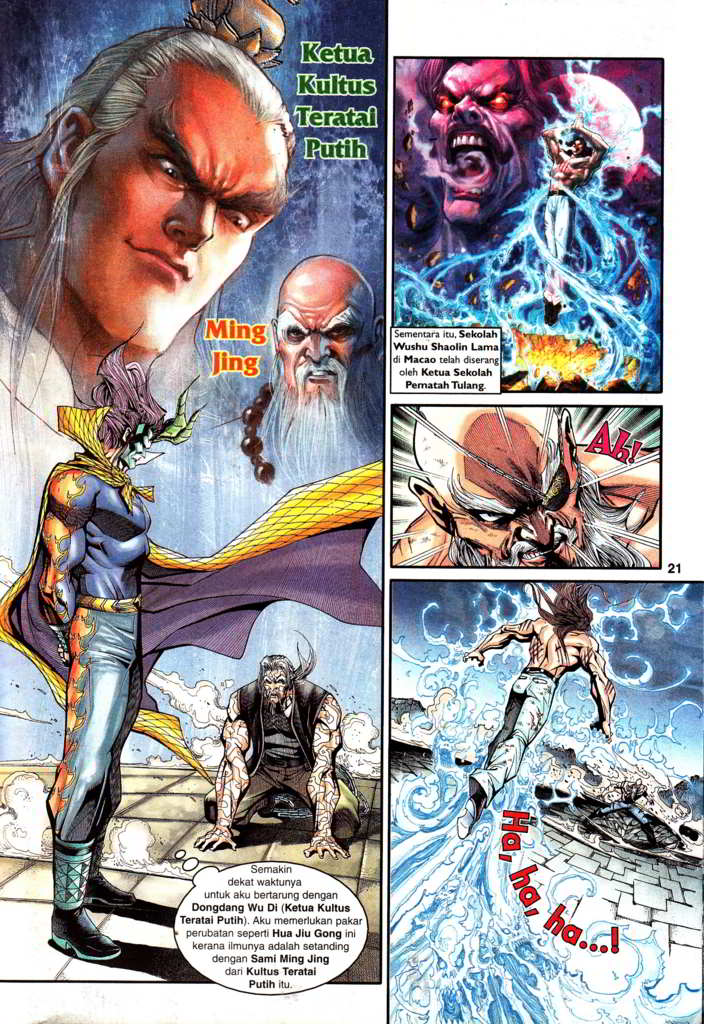 Ketua
Kultus
Teratai
Putih
Ming
Jing
Semakin
dekat waktunya
untuk aku bertarung dengan
Dongdang Wu Di (Ketua Kultus
Teratai Putih). Aku memerlukan pakar
perubatan seperti Hua Jiu Gong ini
kerana ilmunya adalah setanding
dengan Sami Ming Jing
dari Kultus Teratai
Putih itu.
Sementara itu, Sekolah
Wushu Shaolin Lama
di Macao telah diserang
oleh Ketua Sekolah
Pematah Tulang.
Ah!
21
Ha, ha, ha, ha...!